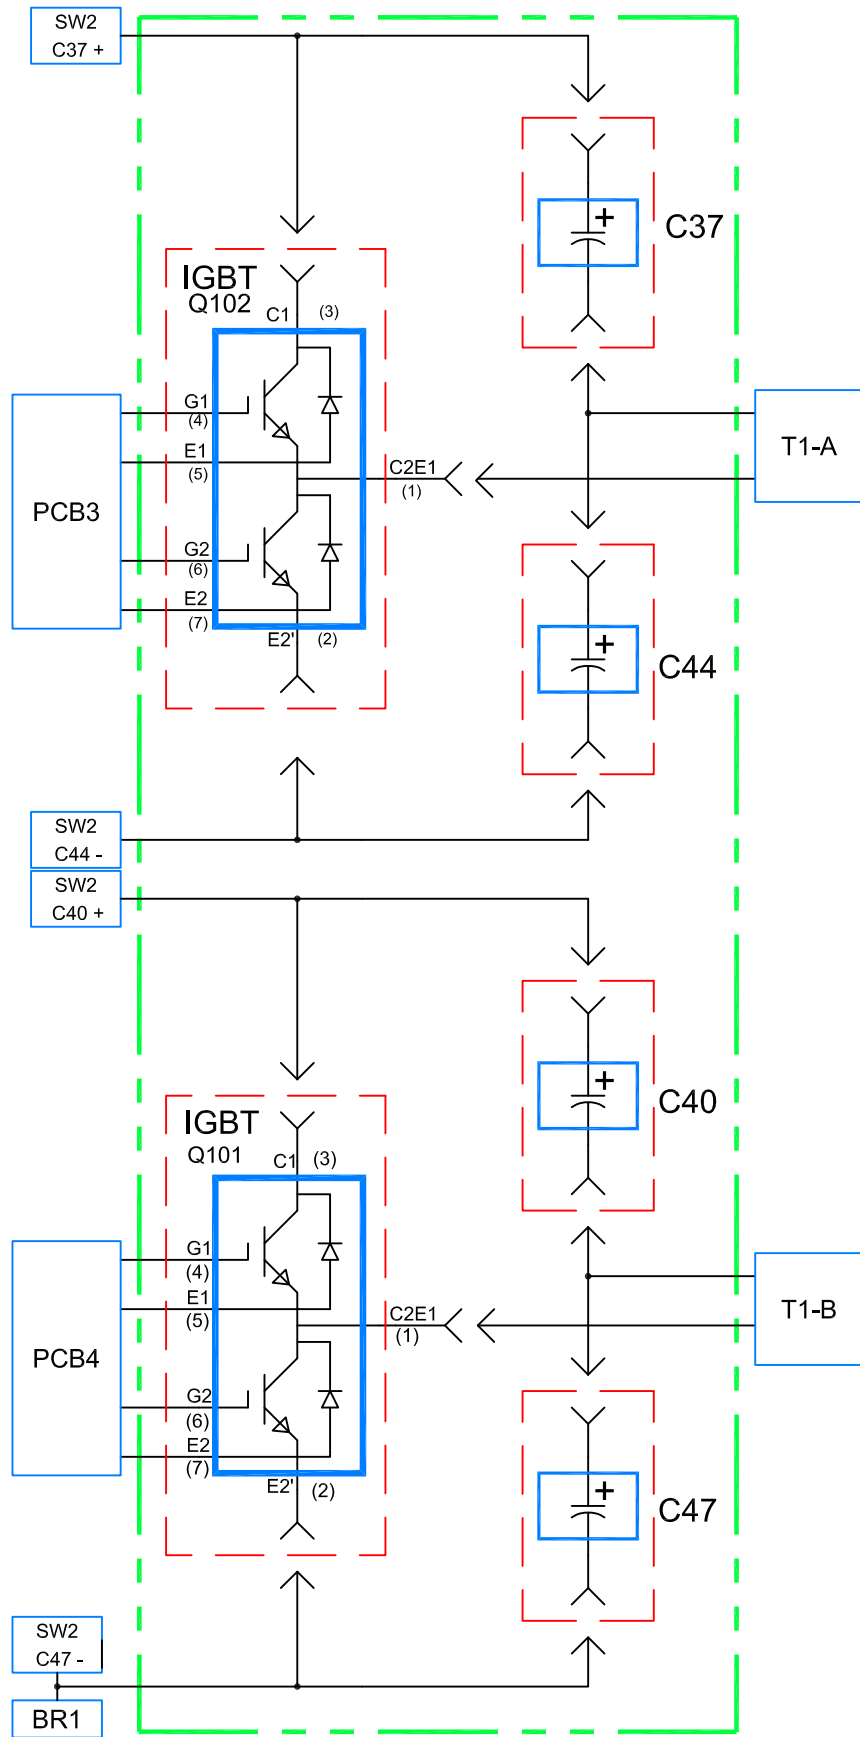 SW2
C37 +
C37
IGBT
Q102
C1 (3)
G1
(4)
E1
(5)
C2E1
(1)
T1-A
PCB3
G2
(6)
E2
(7)
E2' (2)
C44
SW2
C44 -
SW2
C40 +
C40
IGBT
Q101
C1 (3)
G1
(4)
E1
(5)
C2E1
(1)
T1-B
PCB4
G2
(6)
E2
(7)
E2' (2)
C47
SW2
C47 -
BR1